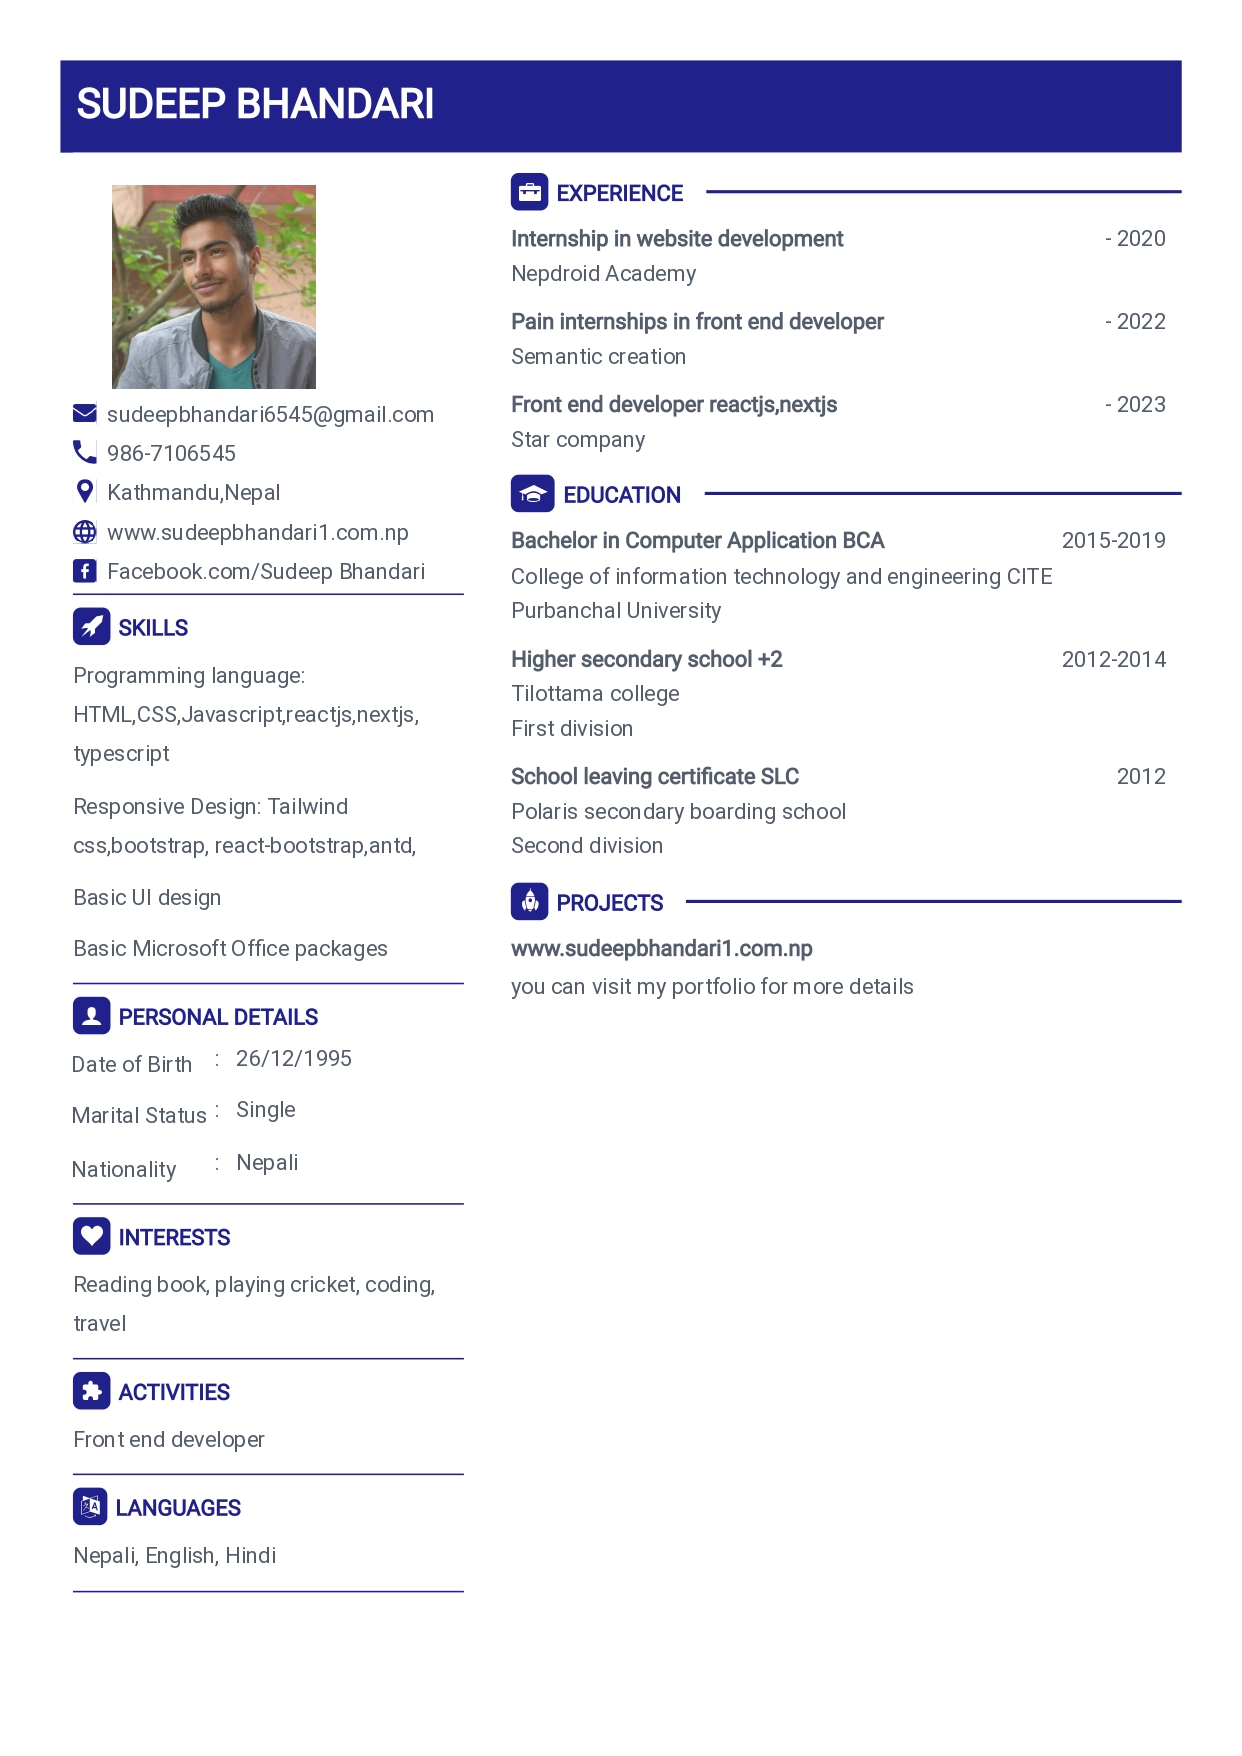 SUDEEP BHANDARI
sudeepbhandari6545@gmail.com
986-7106545
Kathmandu,Nepal
www.sudeepbhandari1.com.np
Facebook.com/Sudeep Bhandari
SKILLS
Programming language:
HTML,CSS,Javascript,reactjs,nextjs,
typescript
Responsive Design: Tailwind
css,bootstrap, react-bootstrap,antd,
Basic UI design
Basic Microsoft Office packages
PERSONAL DETAILS
Date of Birth : 26/12/1995
Marital Status : Single
Nationality : Nepali
INTERESTS
Reading book, playing cricket, coding,
travel
ACTIVITIES
Front end developer
LANGUAGES
Nepali, English, Hindi
EXPERIENCE
Internship in website development - 2020
Nepdroid Academy
Pain internships in front end developer - 2022
Semantic creation
Front end developer reactjs,nextjs - 2023
Star company
EDUCATION
Bachelor in Computer Application BCA 2015-2019
College of information technology and engineering CITE
Purbanchal University
Higher secondary school +2 2012-2014
Tilottama college
First division
School leaving certificate SLC 2012
Polaris secondary boarding school
Second division
PROJECTS
www.sudeepbhandari1.com.np
you can visit my portfolio for more details